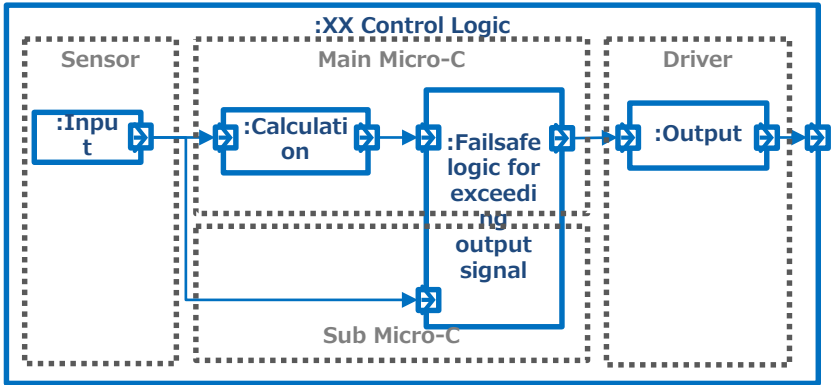 :XX Control Logic
Sensor
Main Micro-C
Driver
:Inpu
t
:Calculati
on
:Failsafe
logic for
exceedi
ng
output
signal
:Output
Sub Micro-C